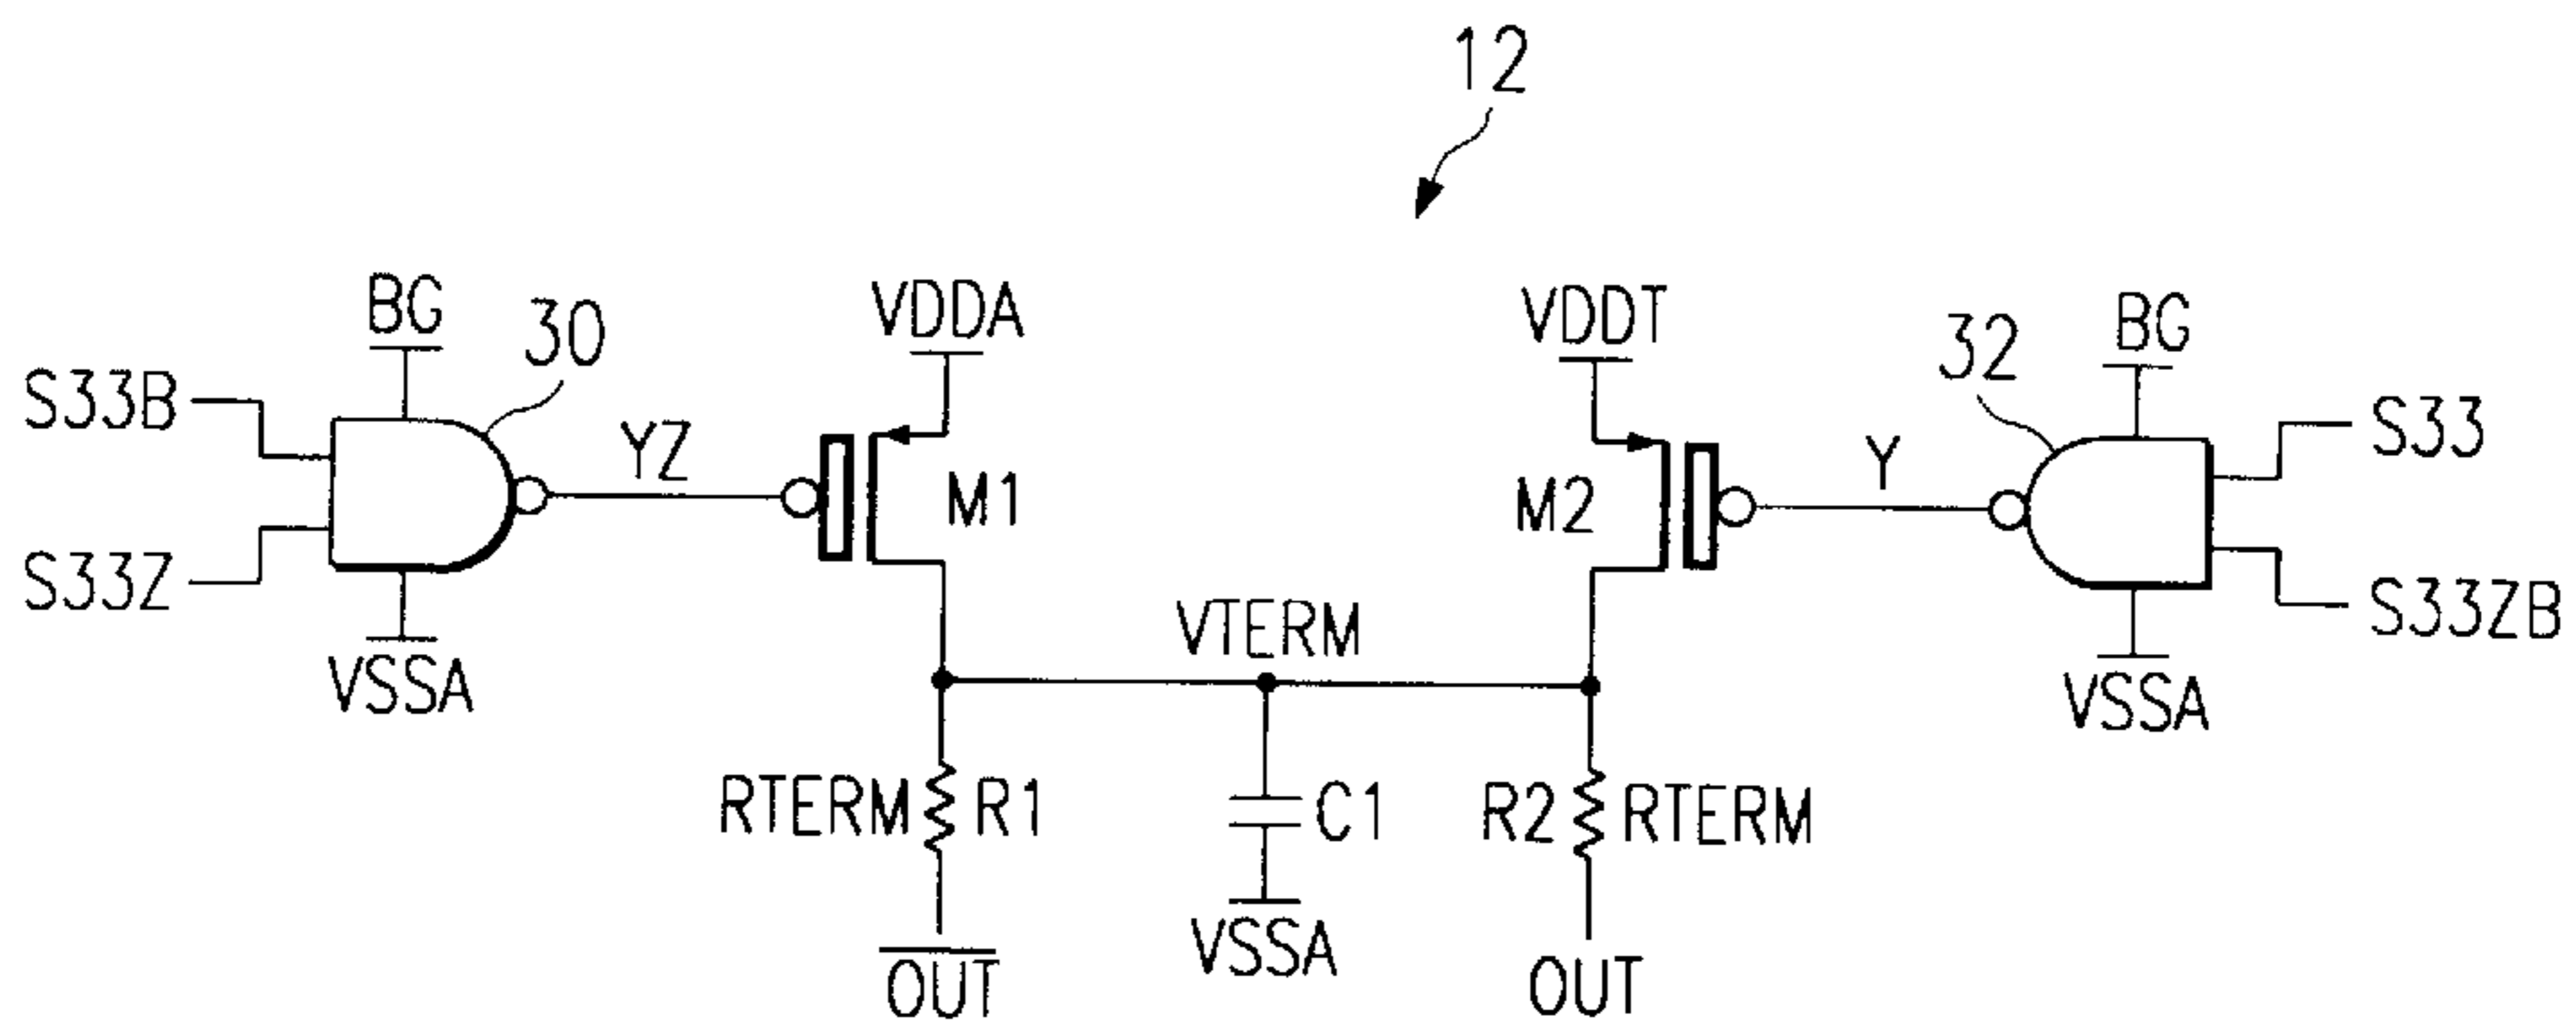 12
BG
30
VDDA
VDDT
32
BG
S33B
YZ
M1
M2
Y
S33
S33Z
S33ZB
VSSA
VTERM
VSSA
RTERM
R1
C1
R2
RTERM
VSSA
OUT
OUT